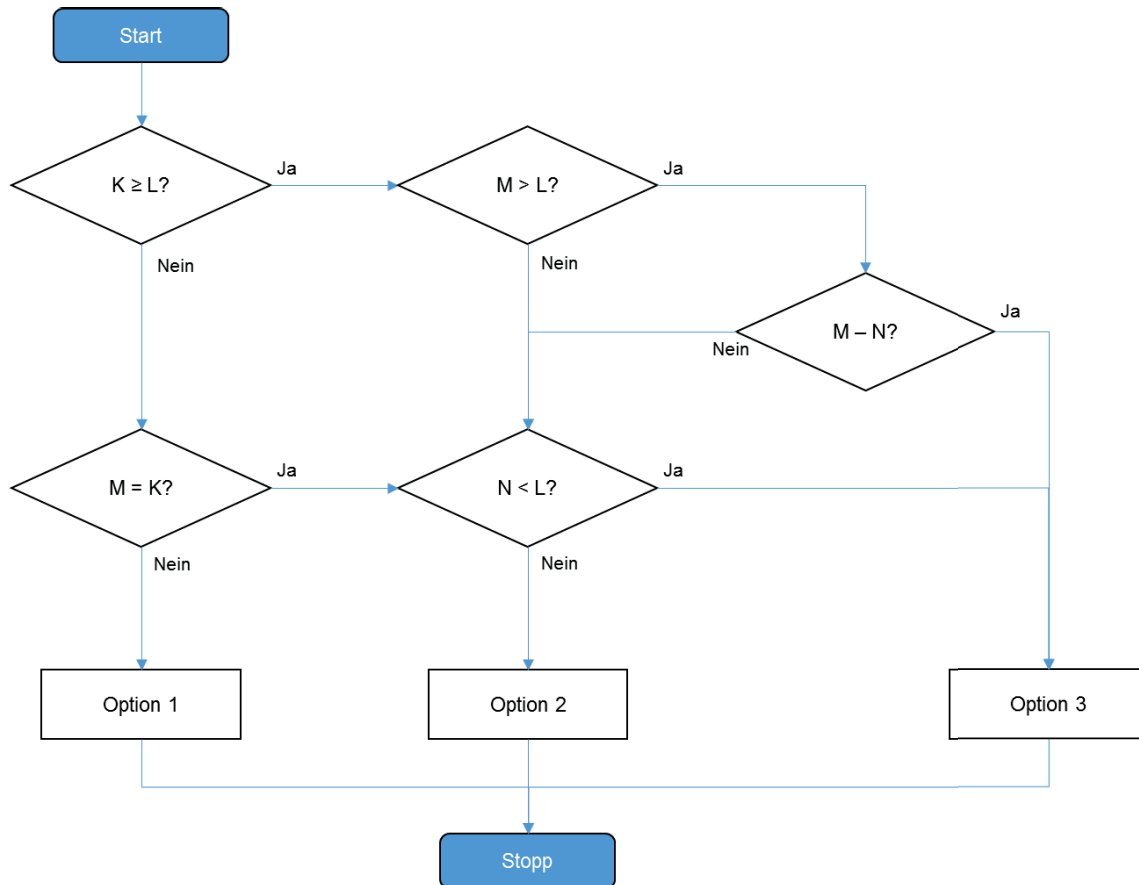 Start
K ≥ L?
Ja
M > L?
Ja
Nein
Nein
M – N?
Ja
Nein
M = K?
Ja
N < L?
Ja
Nein
Nein
Option 1
Option 2
Option 3
Stopp